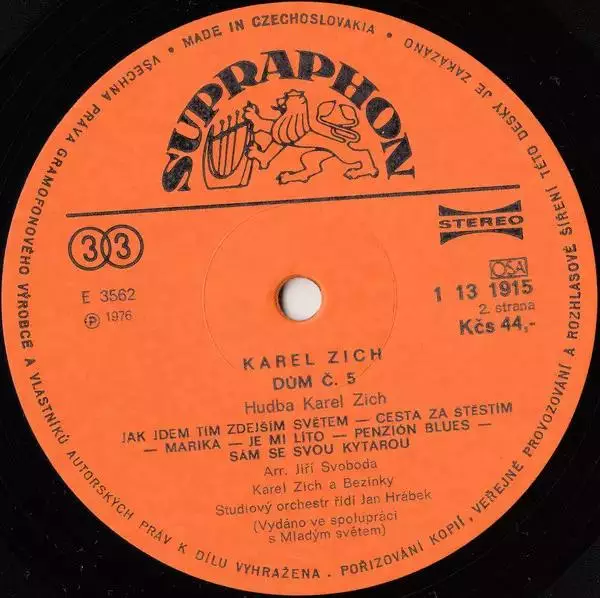 VŠECHNA PRÁVA GRAMOFONOVÉHO VÝROBCE A VLASTNÍKŮ AUTORSKÝCH PRÁV K DÍLU VYHRAŽENA • POŘIZOVÁNÍ KOPIÍ, VEŘEJNÉ PROVOZOVÁNÍ A ROZHLASOVÉ ŠÍŘENÍ TÉTO DESKY JE ZAKÁZÁNO • MADE IN CZECHOSLOVAKIA •
SUPRAPHON
33
STEREO
E 3562
℗ 1976
OSA
1 13 1915
2. strana
Kčs 44,-
KAREL ZICH
DŮM Č. 5
Hudba Karel Zich
JAK JDEM TÍM ZDEJŠÍM SVĚTEM — CESTA ZA ŠTĚSTÍM
— MARIKA — JE MI LÍTO — PENZIÓN BLUES —
SÁM SE SVOU KYTAROU
Arr. Jiří Svoboda
Karel Zich a Bezinky
Studiový orchestr řídí Jan Hrábek
(Vydáno ve spolupráci
s Mladým světem)